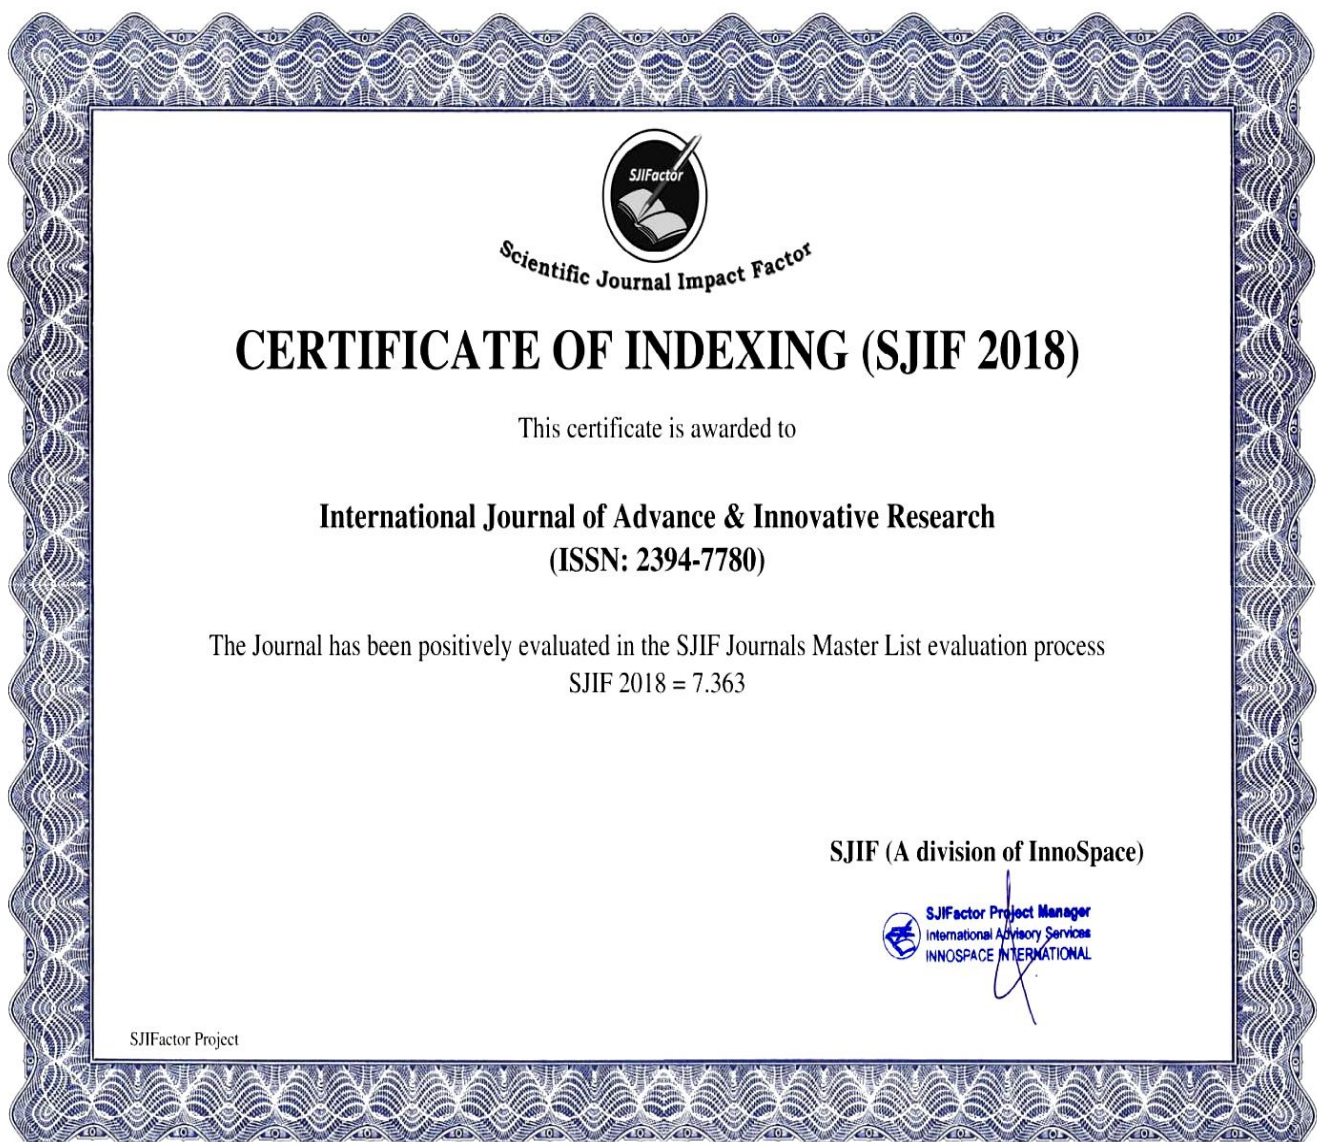 SJIFactor
Scientific Journal Impact Factor
CERTIFICATE OF INDEXING (SJIF 2018)
This certificate is awarded to
International Journal of Advance & Innovative Research
(ISSN: 2394-7780)
The Journal has been positively evaluated in the SJIF Journals Master List evaluation process
SJIF 2018 = 7.363
SJIF (A division of InnoSpace)
SJIFactor Project Manager
International Advisory Services
INNOSPACE INTERNATIONAL
SJIFactor Project